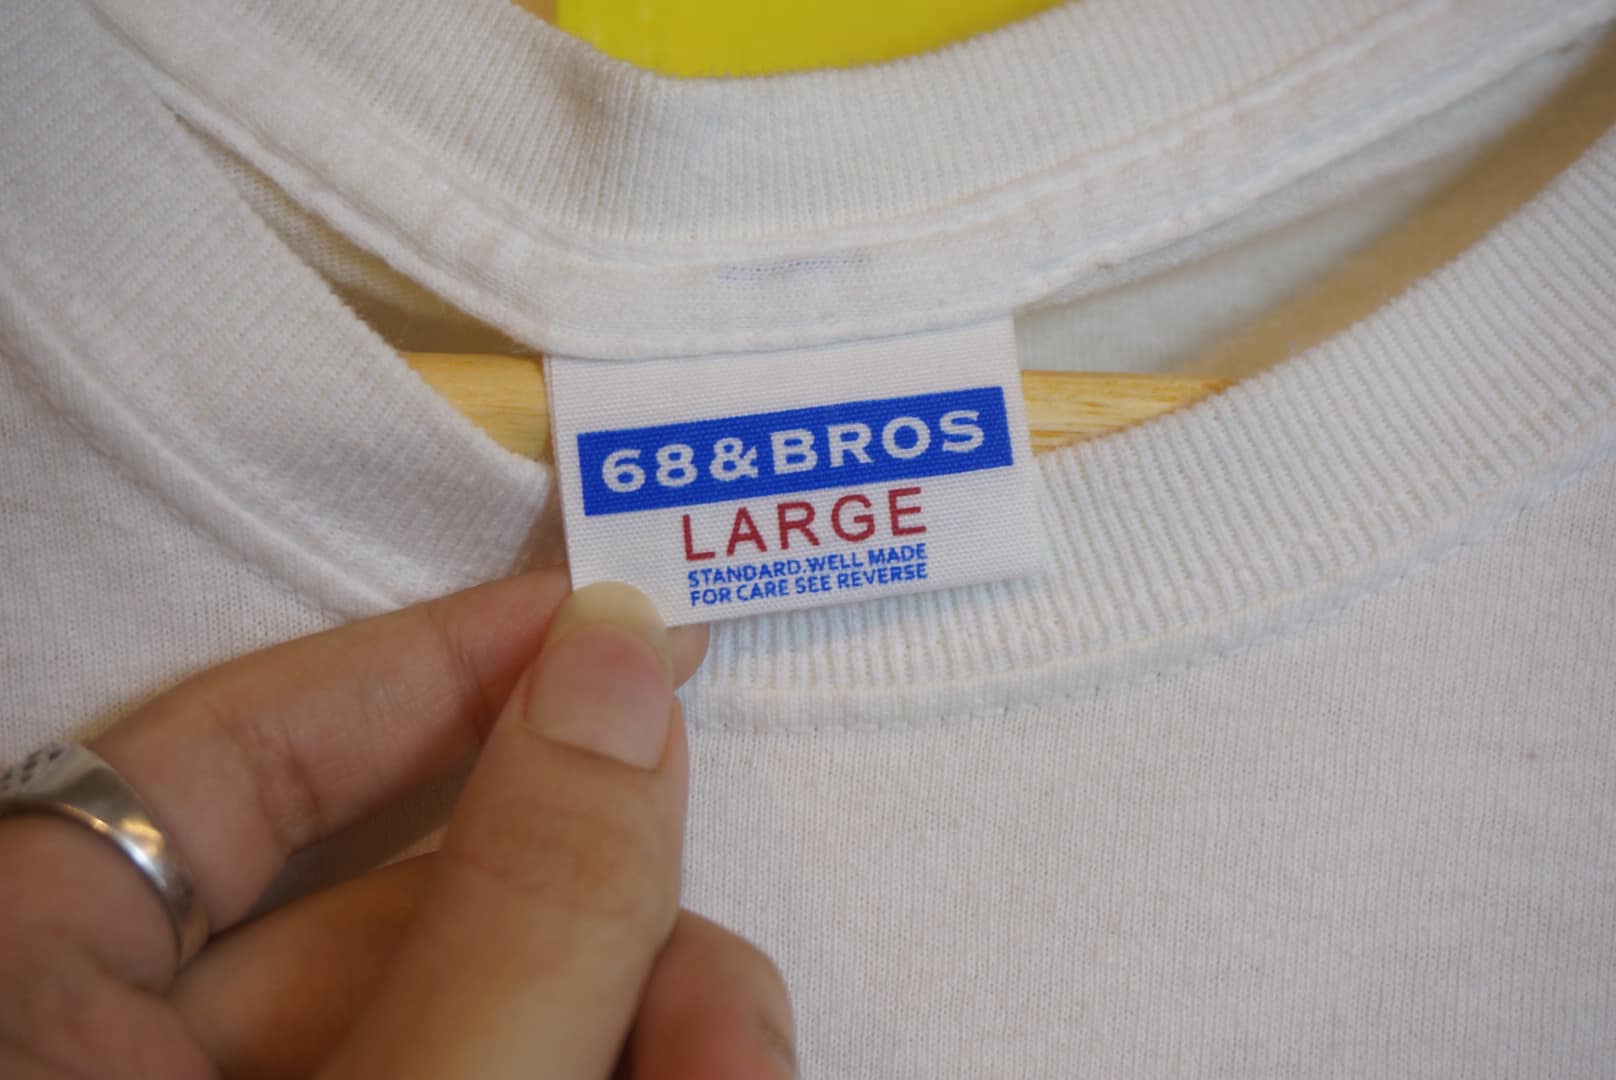 68&BROS
LARGE
STANDARD.WELL MADE
FOR CARE SEE REVERSE